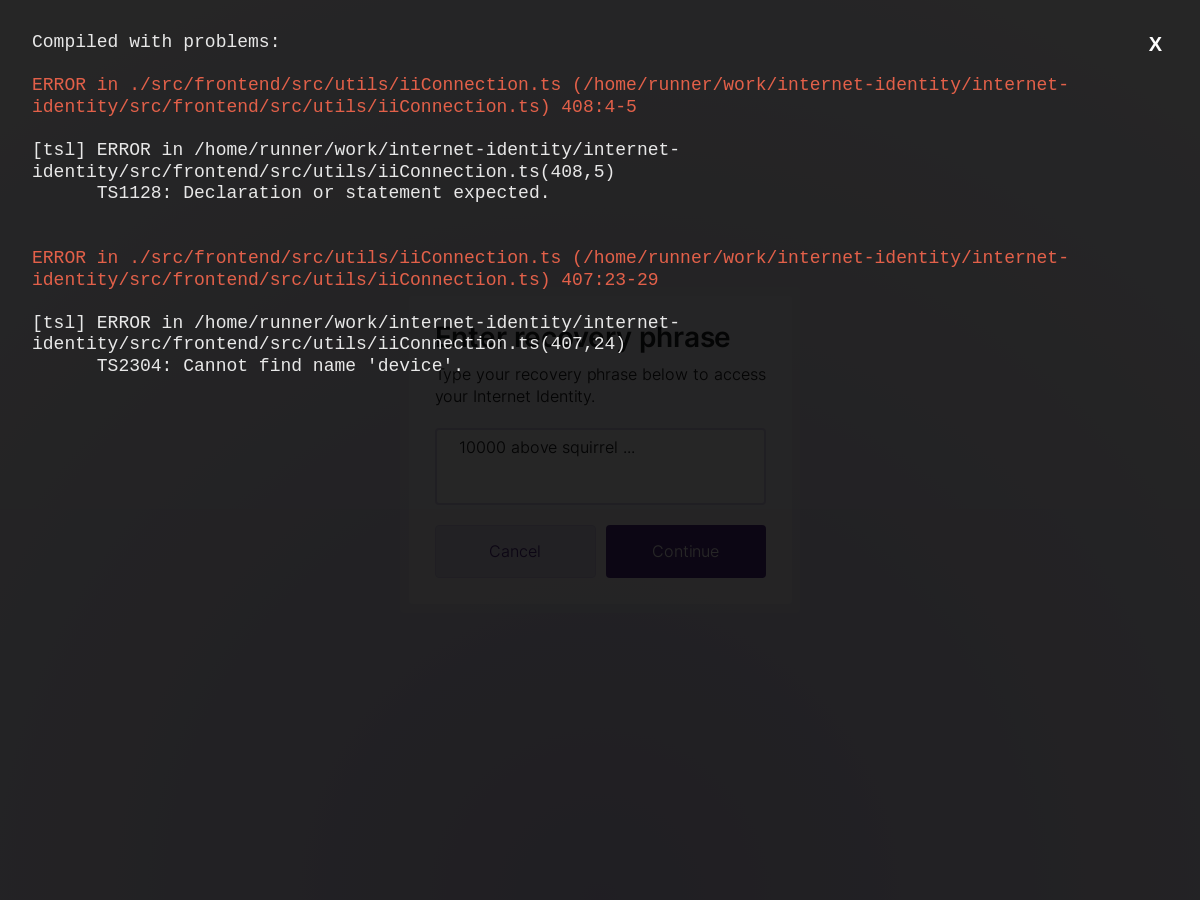 Compiled with problems:
X
ERROR in ./src/frontend/src/utils/iiConnection.ts (/home/runner/work/internet-identity/internet-
identity/src/frontend/src/utils/iiConnection.ts) 408:4-5
[tsl] ERROR in /home/runner/work/internet-identity/internet-
identity/src/frontend/src/utils/iiConnection.ts(408,5)
TS1128: Declaration or statement expected.
ERROR in ./src/frontend/src/utils/iiConnection.ts (/home/runner/work/internet-identity/internet-
identity/src/frontend/src/utils/iiConnection.ts) 407:23-29
[tsl] ERROR in /home/runner/work/internet-identity/internet-
identity/src/frontend/src/utils/iiConnection.ts(407,24)
TS2304: Cannot find name 'device'.
Enter recovery phrase
Type your recovery phrase below to access
your Internet Identity.
10000 above squirrel ...
Cancel
Continue